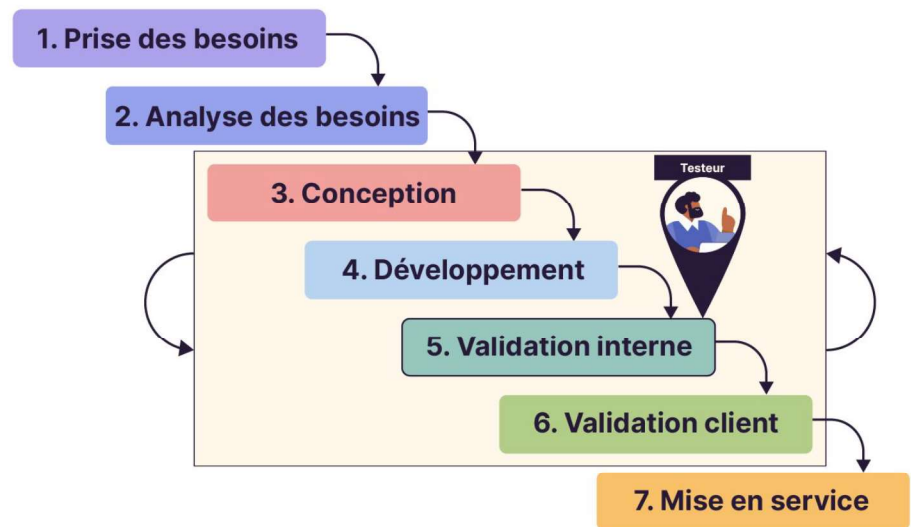 1. Prise des besoins
2. Analyse des besoins
Testeur
3. Conception
4. Développement
5. Validation interne
6. Validation client
7. Mise en service